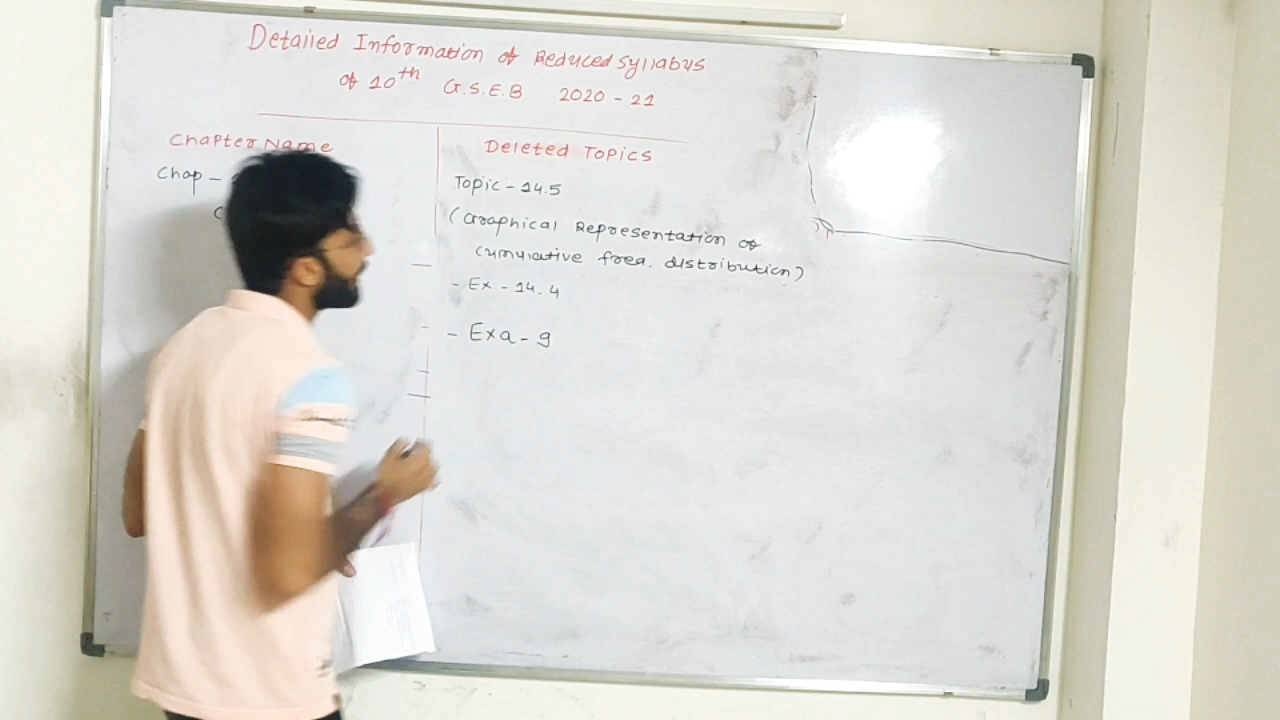 Detailed Information of Reduced syllabus
of 10th G.S.E.B 2020 - 21
Chapter Name
Deleted Topics
Chap -
Topic - 14.5
(Graphical Representation of
Cumulative freq. distribution)
- Ex - 14.4
- Exa - 9